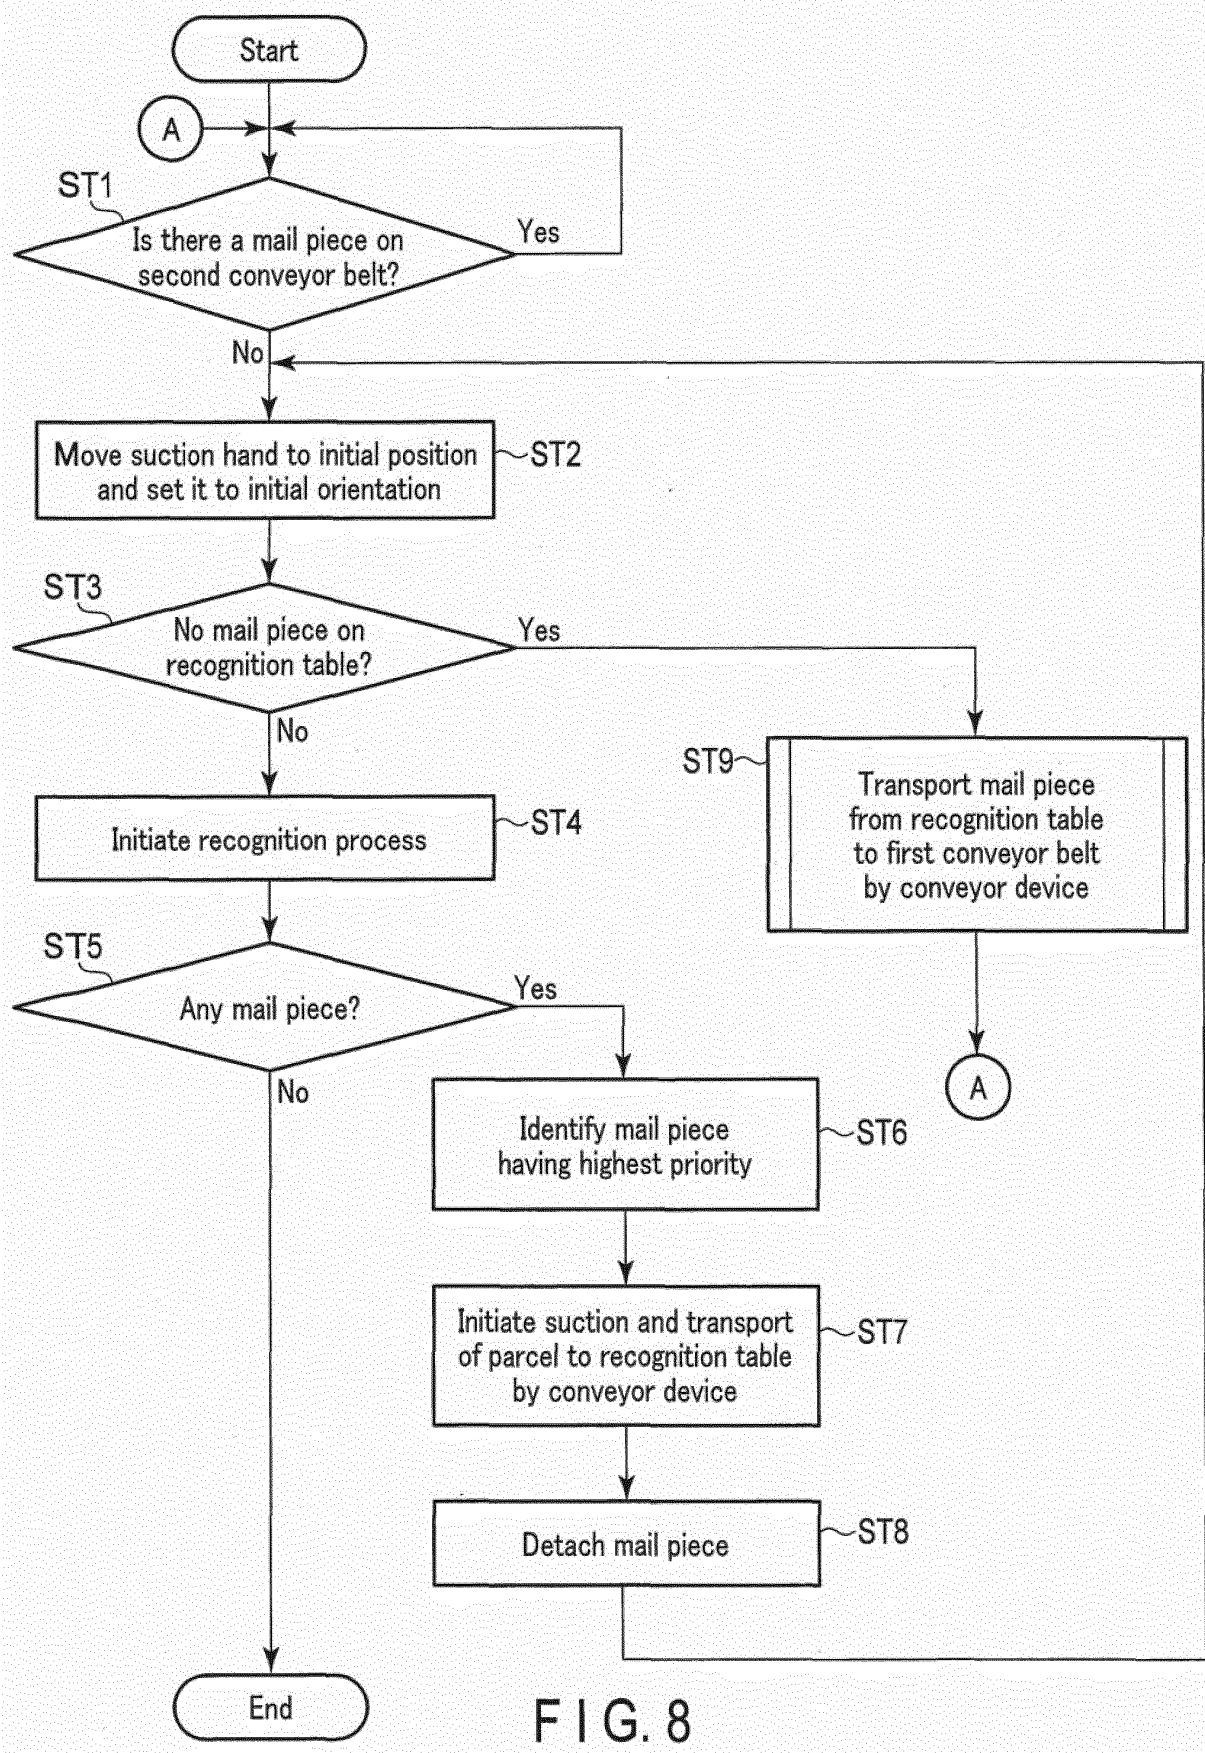 Start
A
ST1
Is there a mail piece on
second conveyor belt?
Yes
No
Move suction hand to initial position
and set it to initial orientation
ST2
ST3
No mail piece on
recognition table?
Yes
No
ST9
Transport mail piece
from recognition table
to first conveyor belt
by conveyor device
Initiate recognition process
ST4
ST5
Any mail piece?
Yes
No
A
Identify mail piece
having highest priority
ST6
Initiate suction and transport
of parcel to recognition table
by conveyor device
ST7
Detach mail piece
ST8
End
FIG. 8